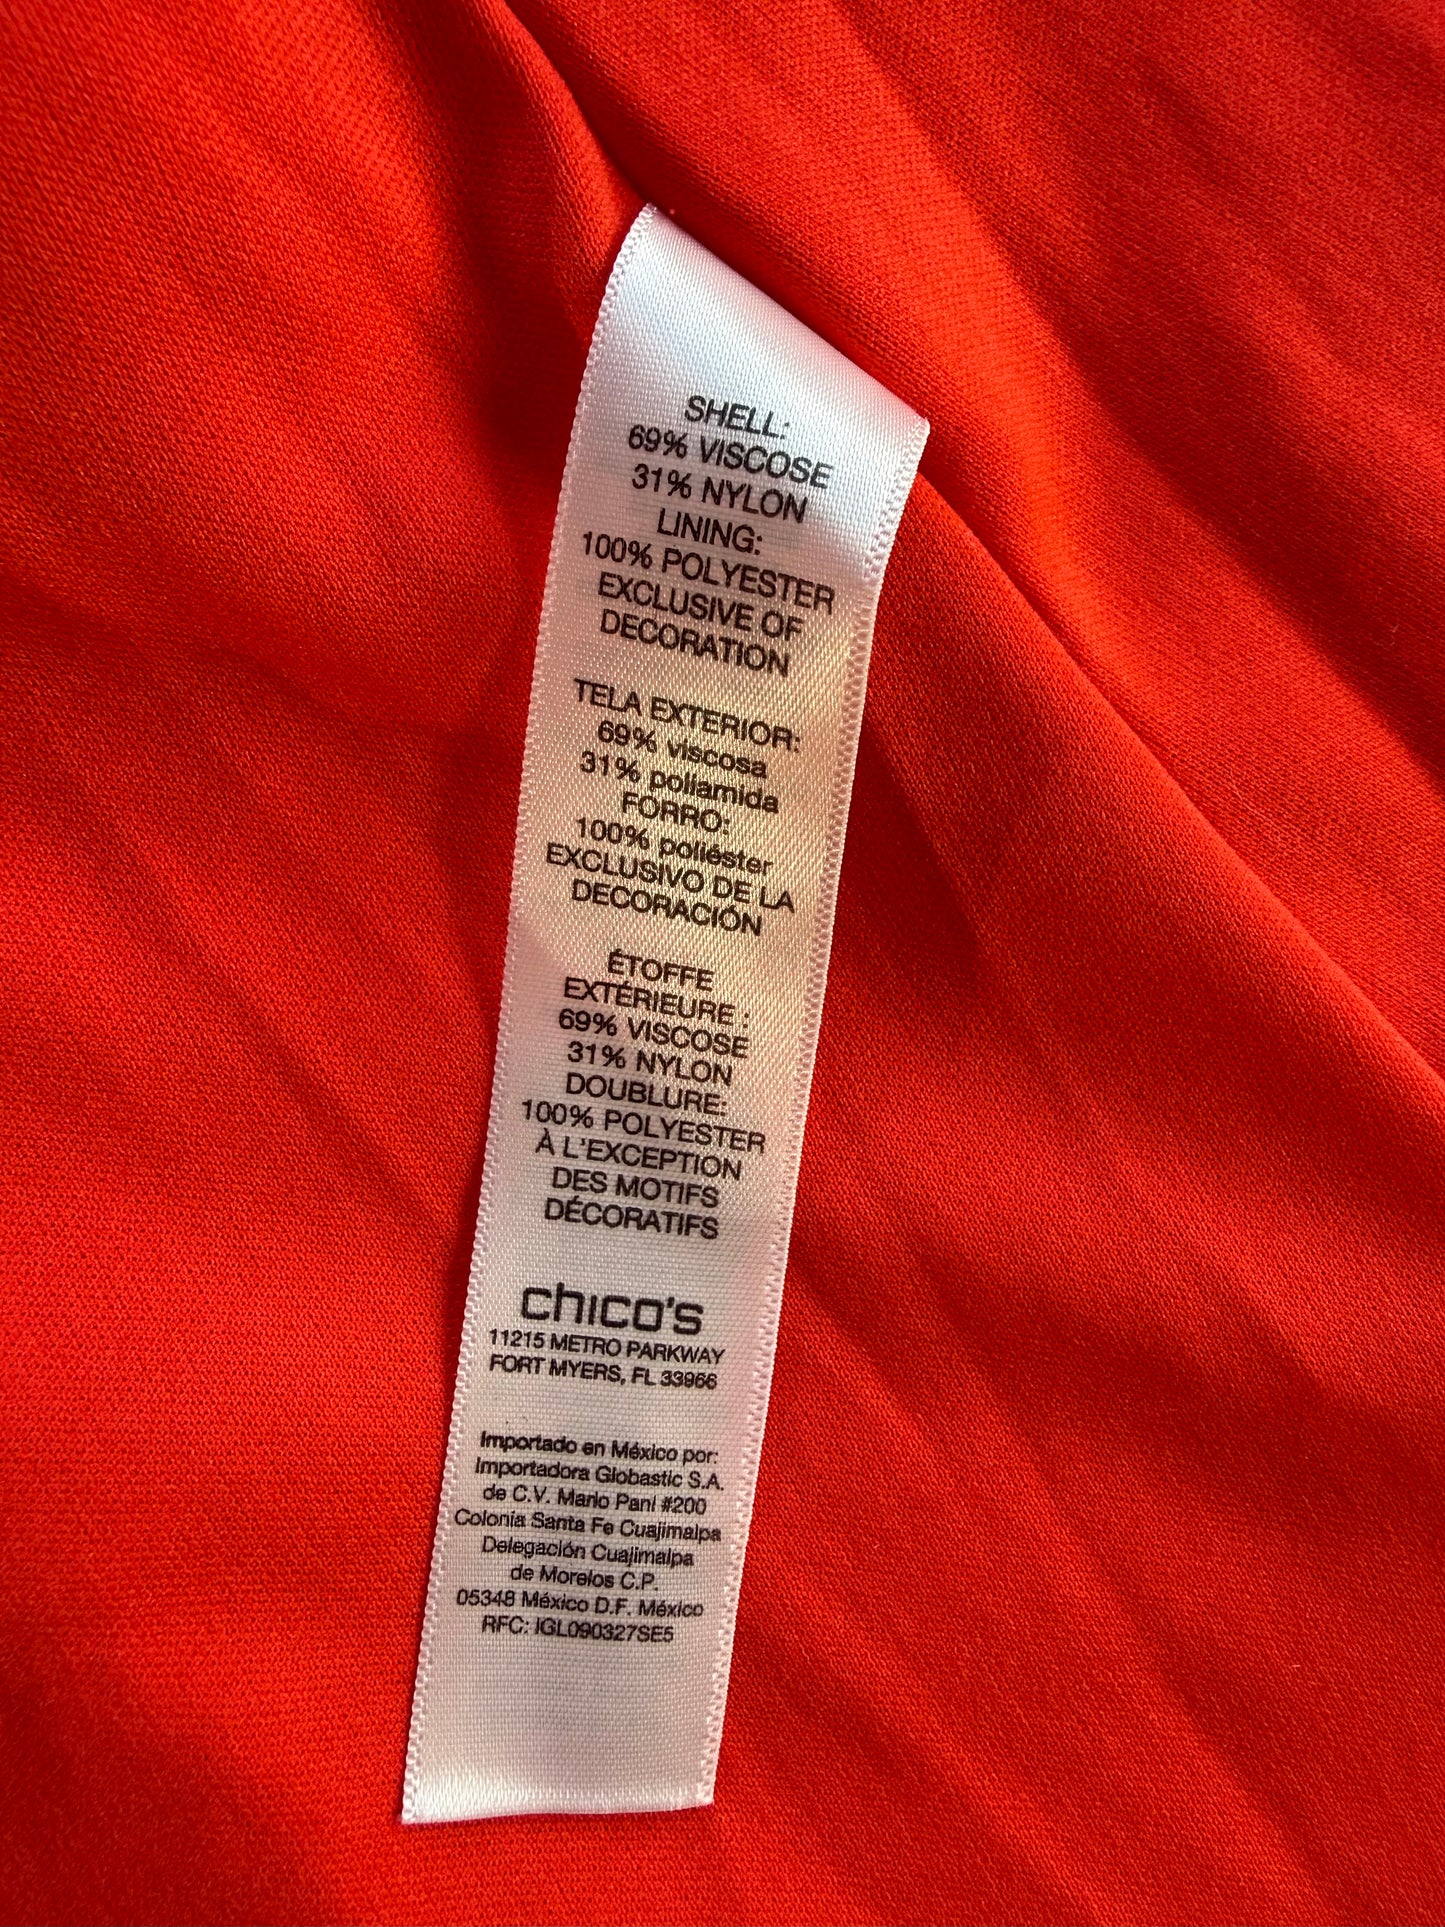 SHELL:
69% VISCOSE
31% NYLON
LINING:
100% POLYESTER
EXCLUSIVE OF
DECORATION
TELA EXTERIOR:
69% viscosa
31% poliamida
FORRO:
100% poliéster
EXCLUSIVO DE LA
DECORACIÓN
ÉTOFFE
EXTÉRIEURE :
69% VISCOSE
31% NYLON
DOUBLURE:
100% POLYESTER
À L'EXCEPTION
DES MOTIFS
DÉCORATIFS
chico's
11215 METRO PARKWAY
FORT MYERS, FL 33966
Importado en México por:
Importadora Globastic S.A.
de C.V. Mario Pani #200
Colonia Santa Fe Cuajimalpa
Delegación Cuajimalpa
de Morelos C.P.
05348 México D.F. México
RFC: IGL090327SE5